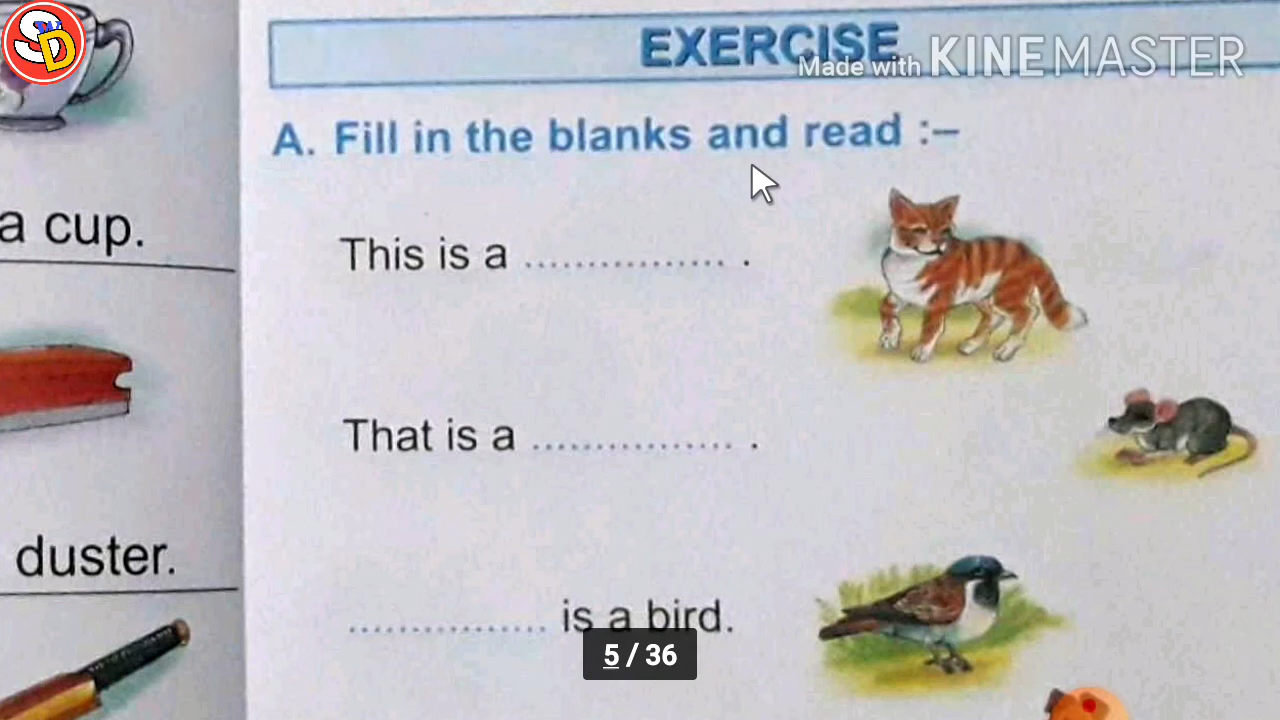 SWD
EXERCISE
Made with KINEMASTER
A. Fill in the blanks and read :–
a cup.
This is a ................ .
That is a ................ .
duster.
................ is a bird.
5 / 36